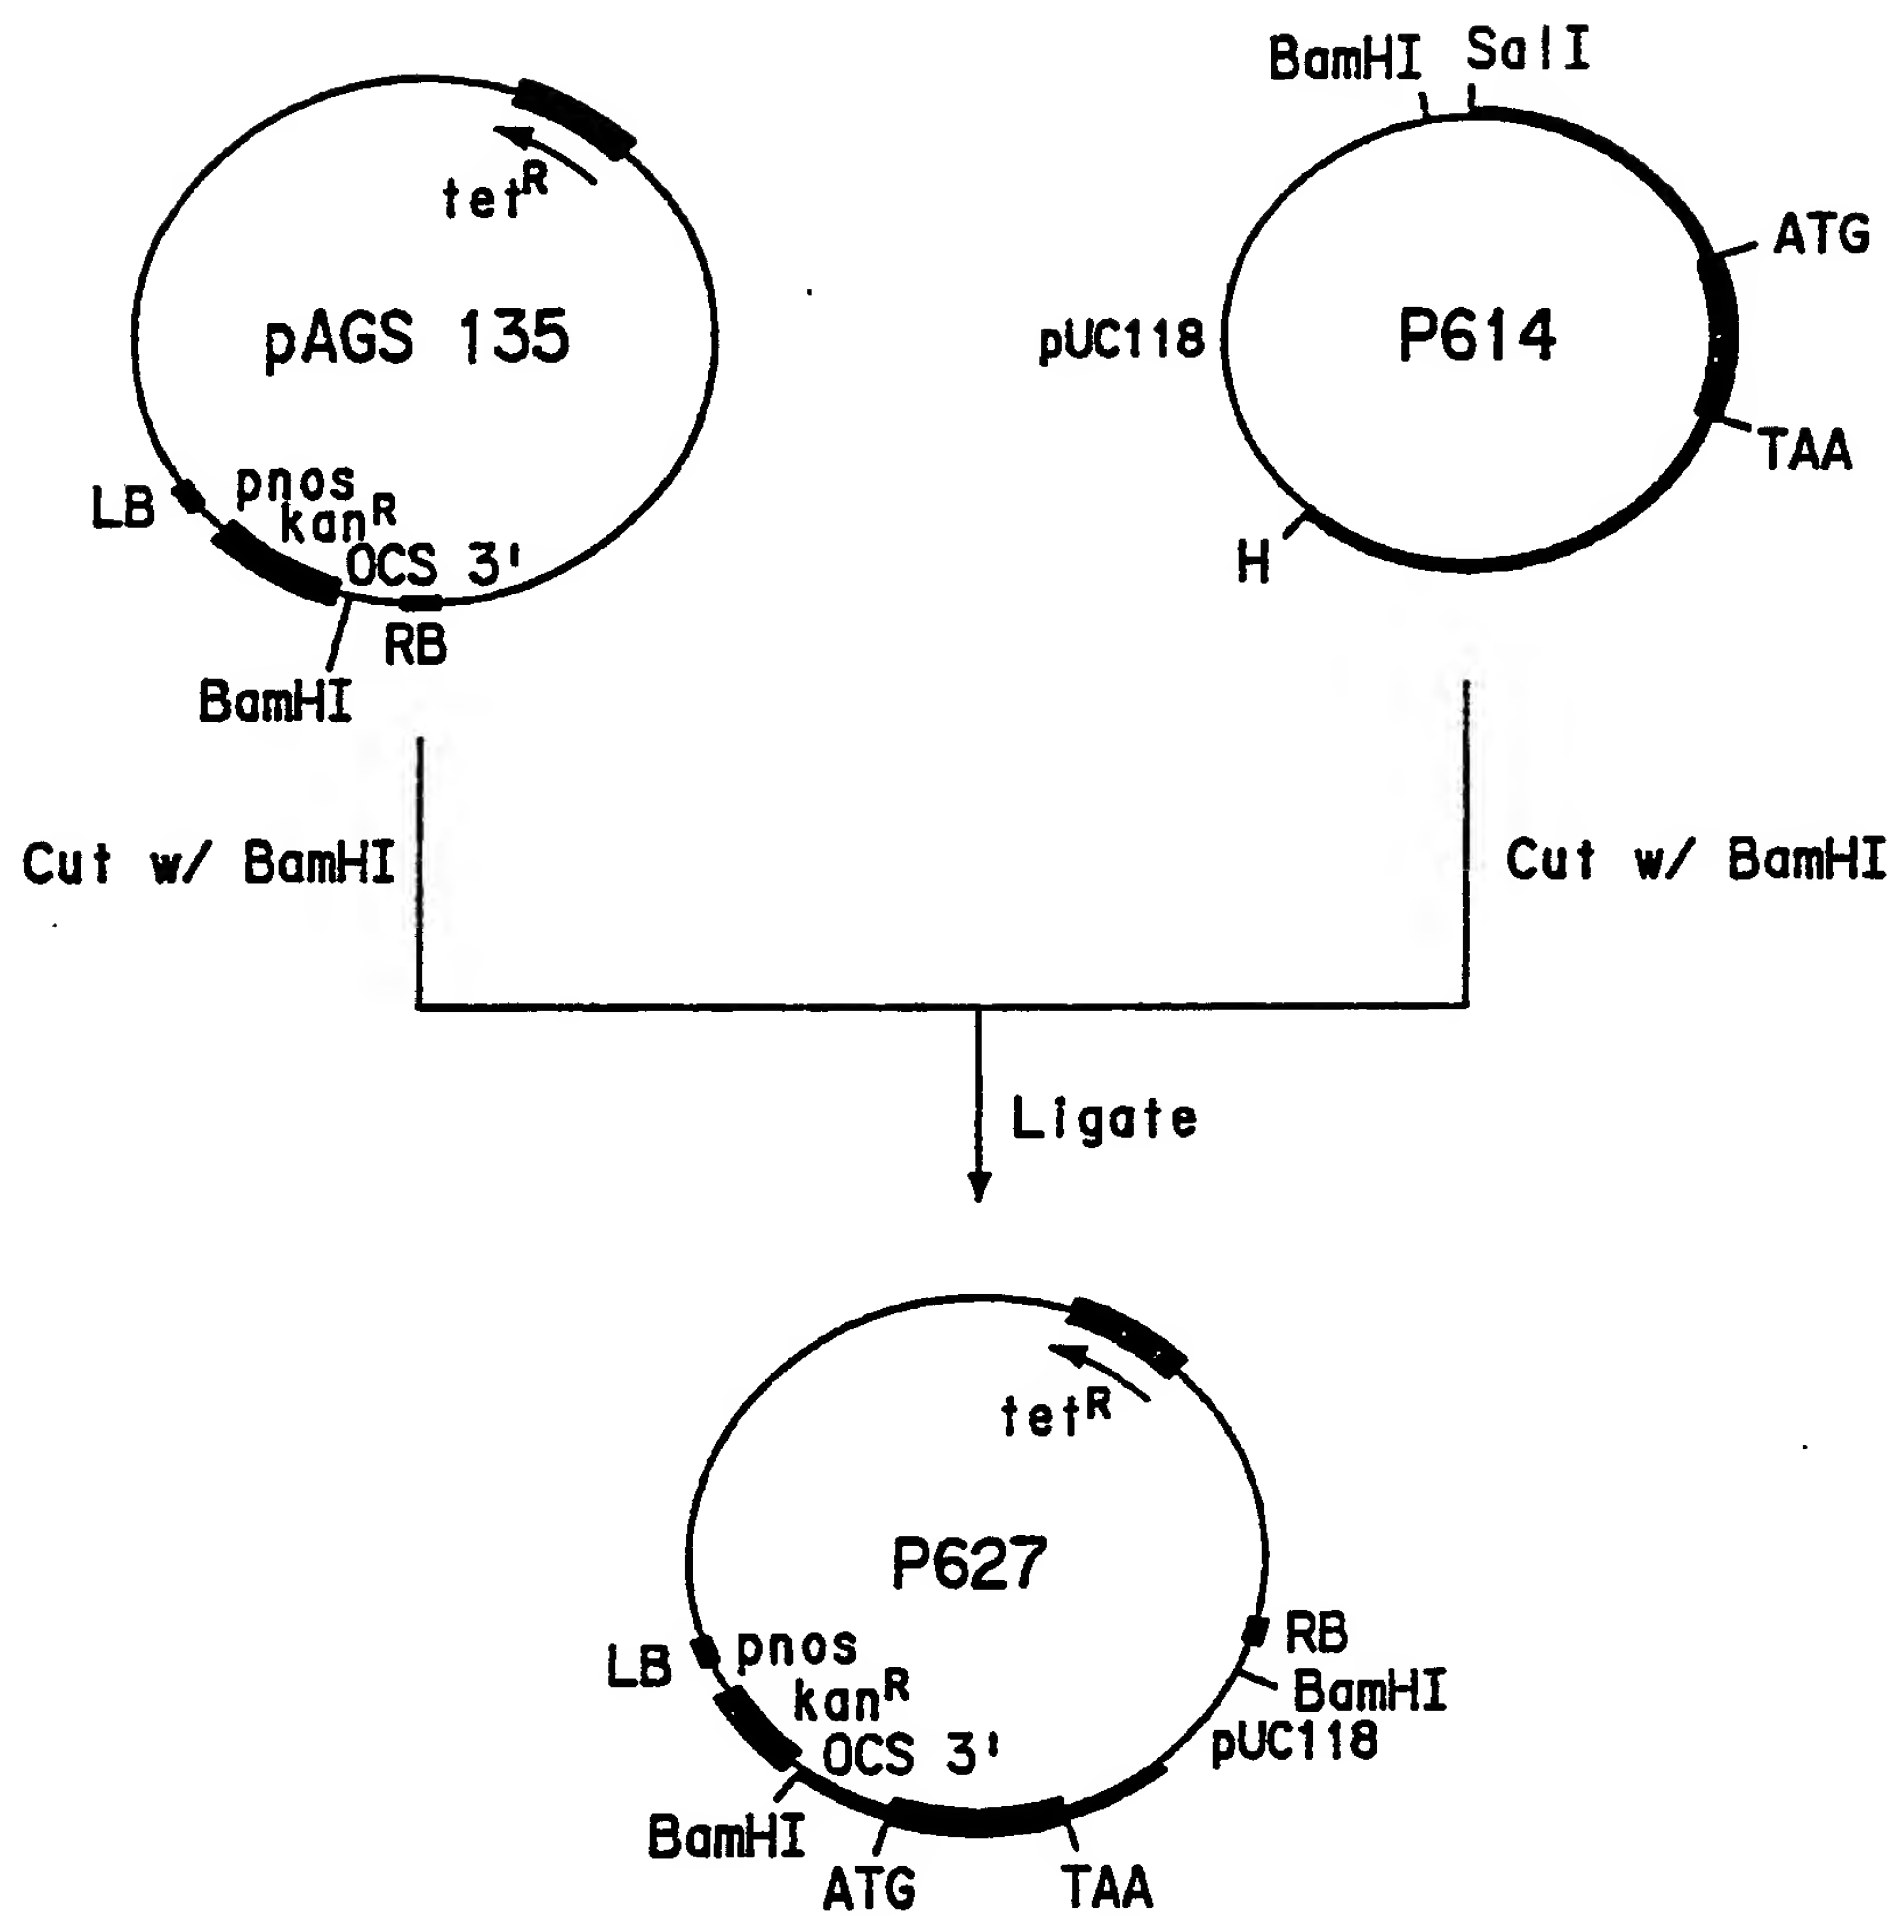 BamHI SalI
tetR
ATG
pAGS 135
pUC118
P614
TAA
LB
pnos
kanR
OCS 3'
H
RB
BamHI
Cut w/ BamHI
Cut w/ BamHI
Ligate
tetR
P627
RB
LB
pnos
BamHI
kanR
pUC118
OCS 3'
BamHI
ATG
TAA